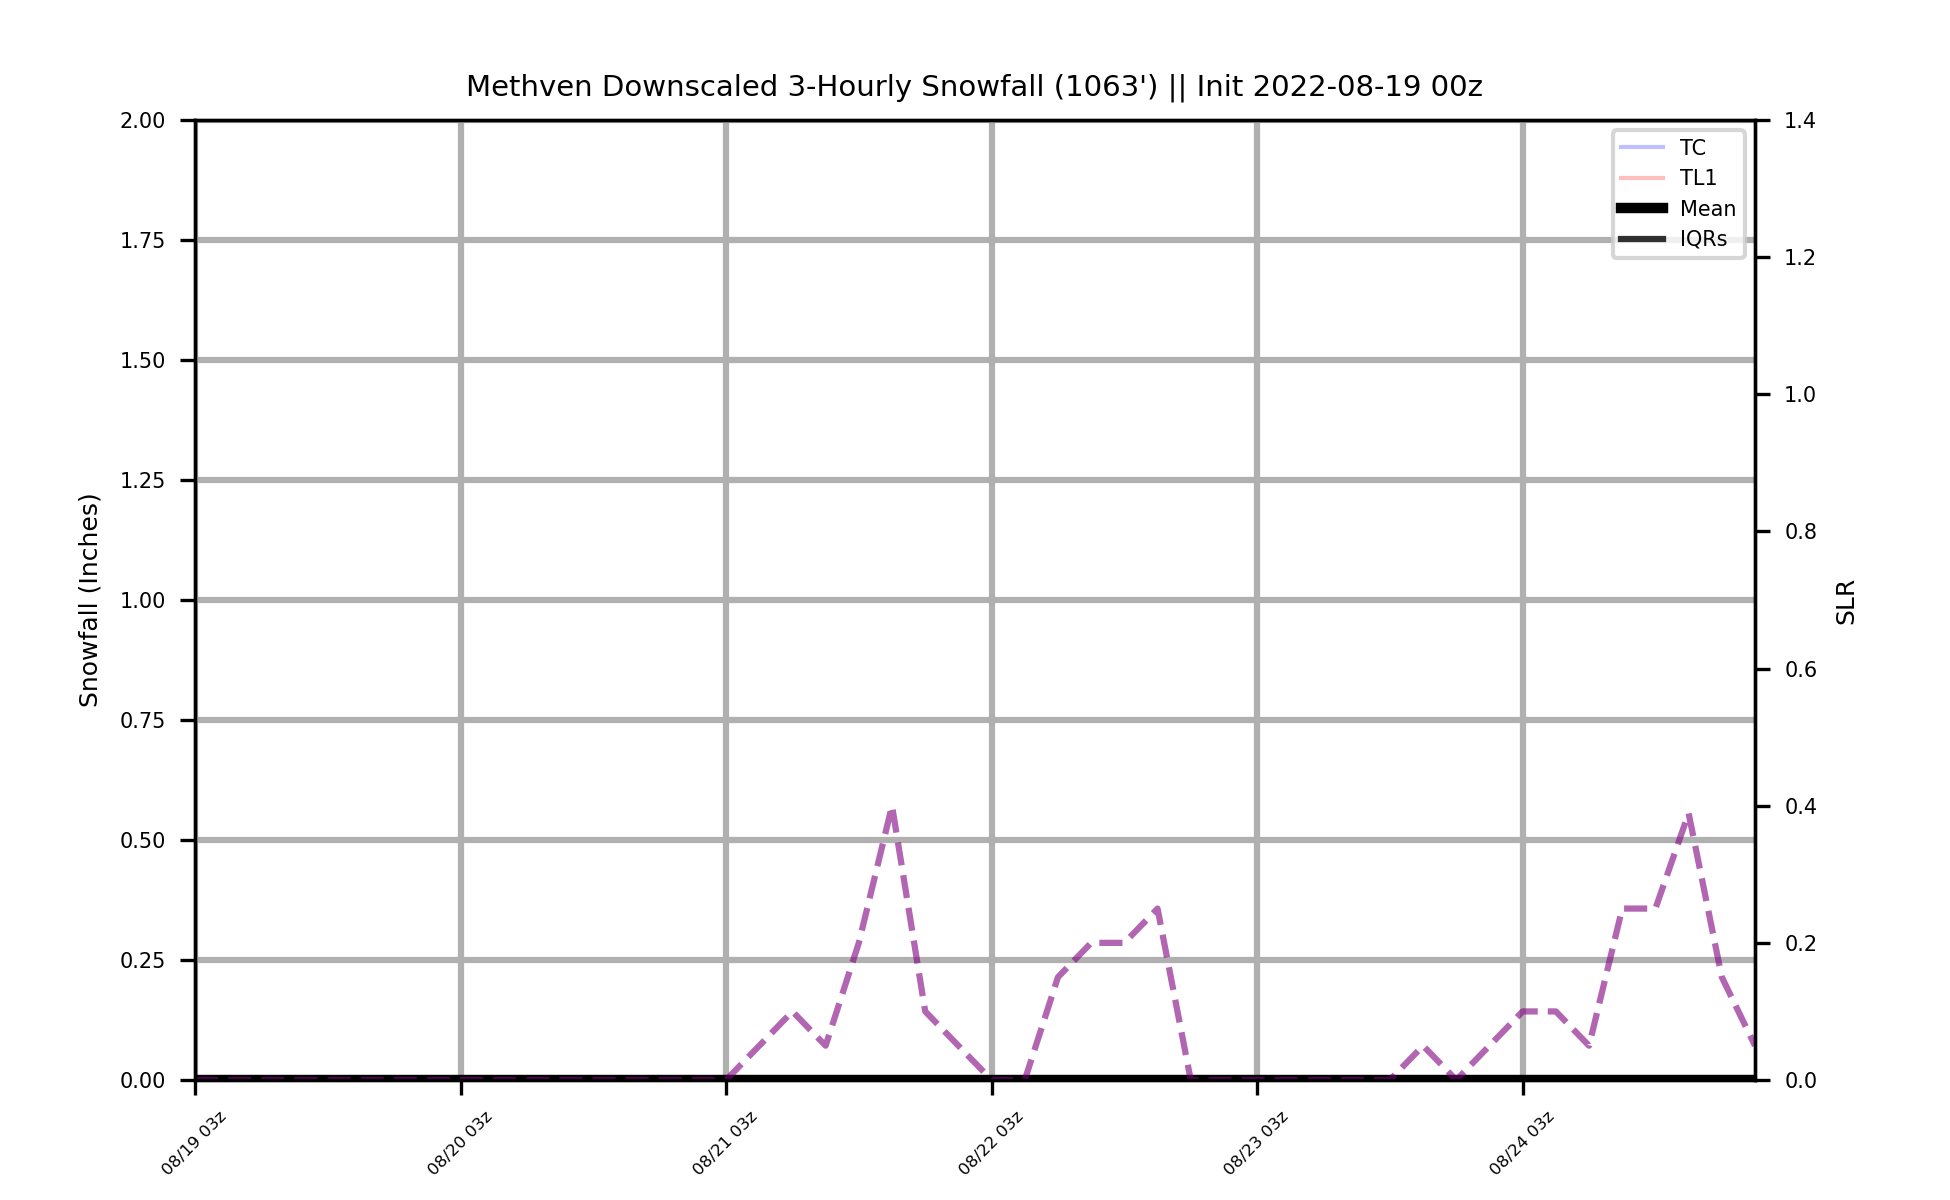 Methven Downscaled 3-Hourly Snowfall (1063') || Init 2022-08-19 00z
2.00
1.75
1.50
1.25
1.00
0.75
0.50
0.25
0.00
Snowfall (Inches)
TC
TL1
Mean
IQRs
1.4
1.2
1.0
0.8
0.6
0.4
0.2
0.0
SLR
08/19 03z
08/20 03z
08/21 03z
08/22 03z
08/23 03z
08/24 03z